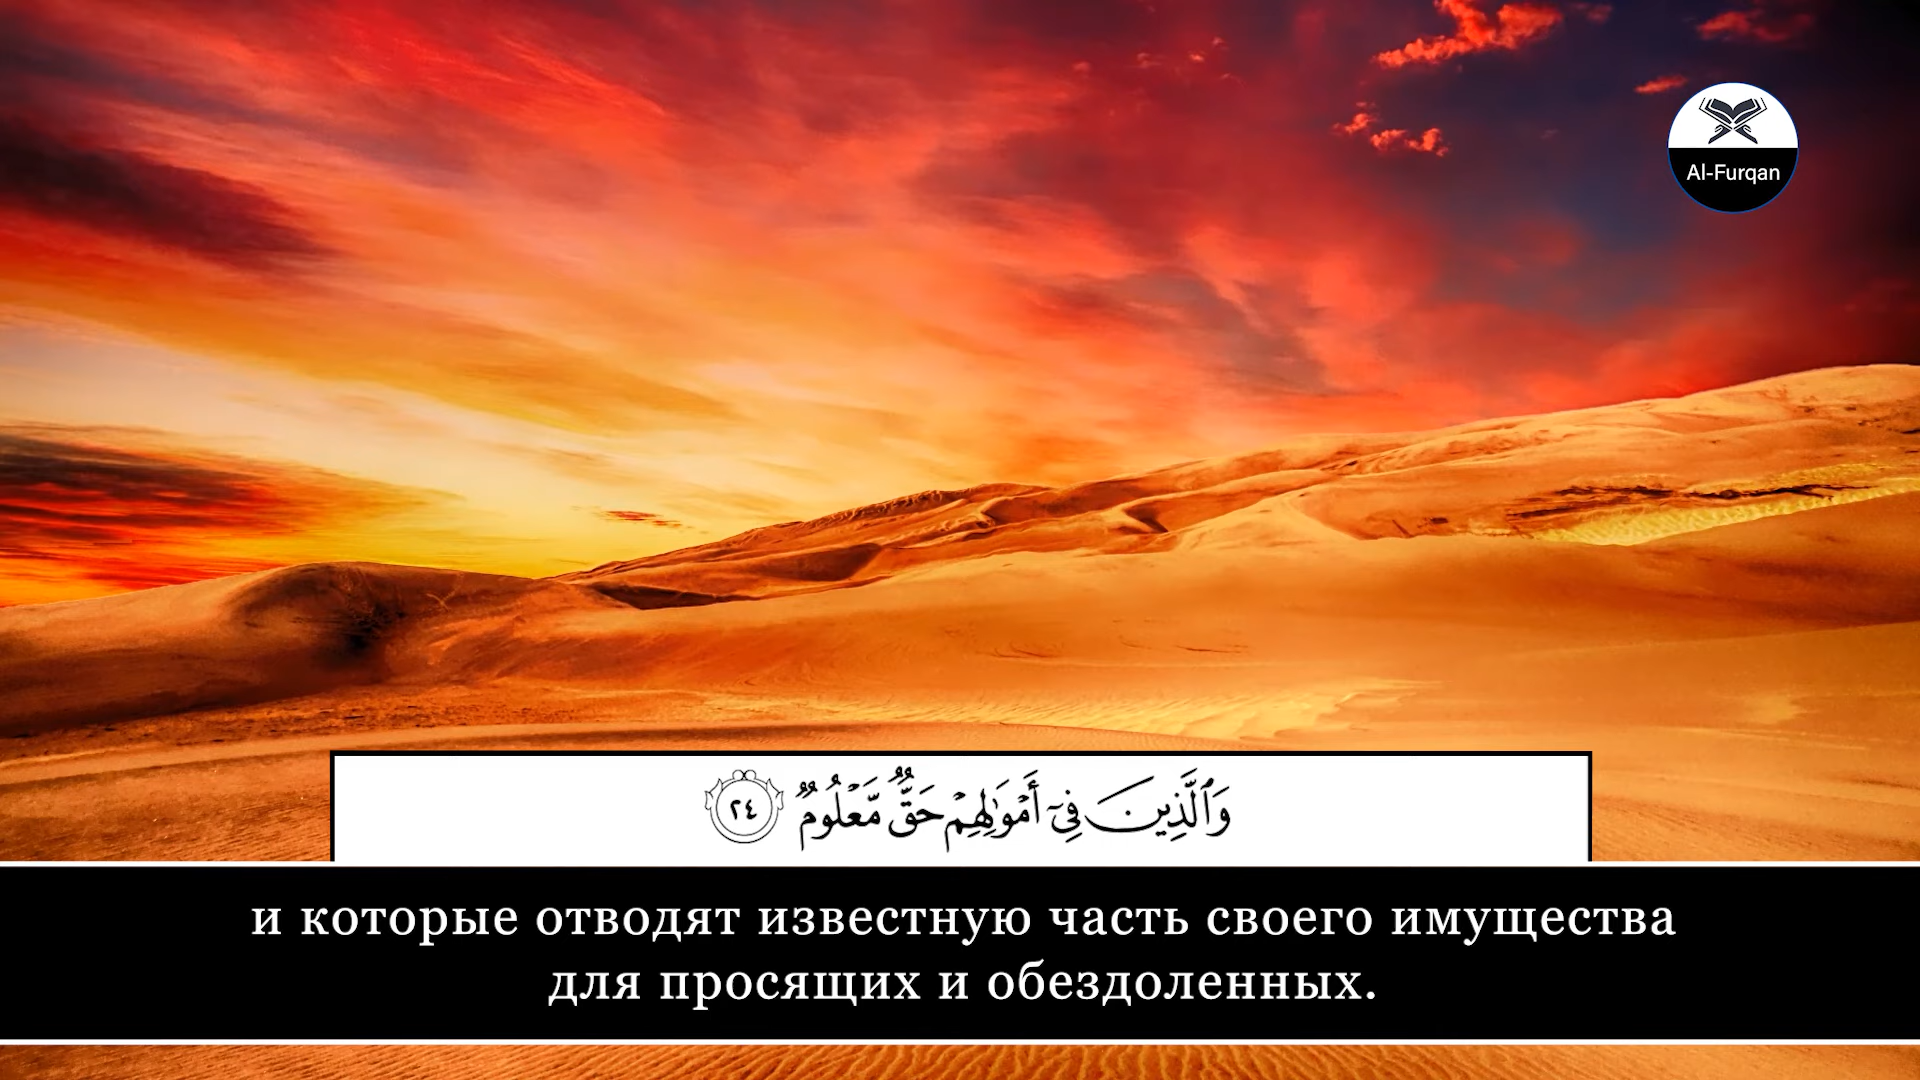 Al-Furqan
وَٱلَّذِينَ فِىٓ أَمْوَٰلِهِمْ حَقٌّ مَّعْلُومٌ ٢٤
и которые отводят известную часть своего имущества
для просящих и обездоленных.